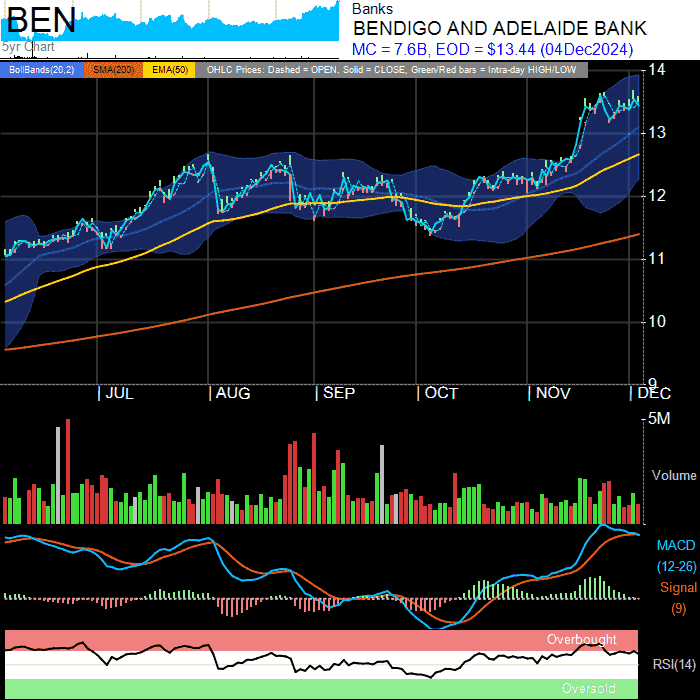 BEN
5yr Chart
Banks
BENDIGO AND ADELAIDE BANK
MC = 7.6B, EOD = $13.44 (04Dec2024)
BollBands(20,2) SMA(200) EMA(50) OHLC Prices: Dashed = OPEN, Solid = CLOSE, Green/Red bars = Intra-day HIGH/LOW
14
13
12
11
10
9
JUL AUG SEP OCT NOV DEC
5M
Volume
MACD
(12-26)
Signal
(9)
Overbought
RSI(14)
Oversold